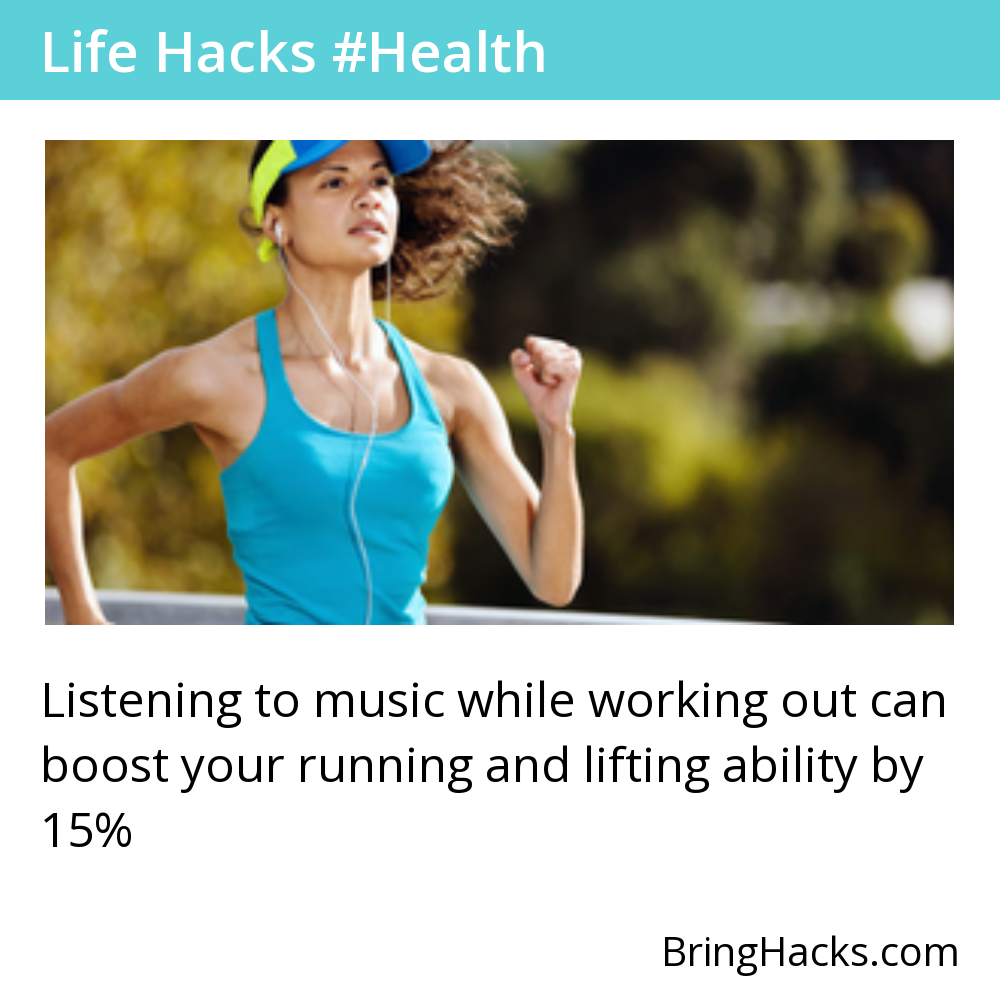 Life Hacks #Health
Listening to music while working out can
boost your running and lifting ability by
15%
BringHacks.com